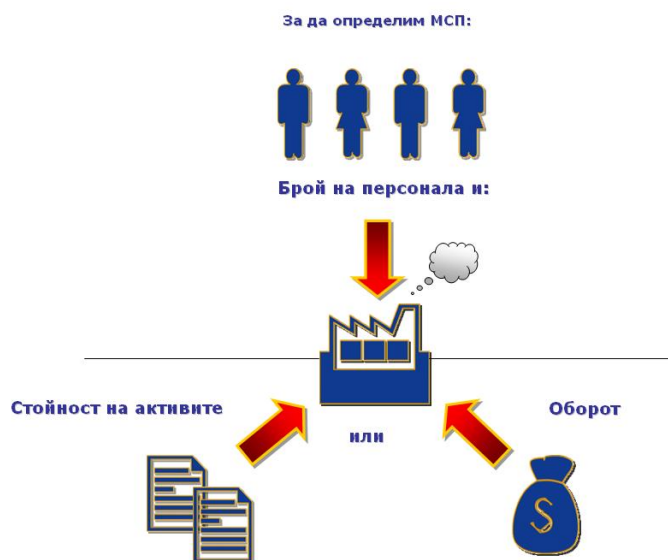 За да определим МСП:
Брой на персонала и:
Стойност на активите
Оборот
или
S